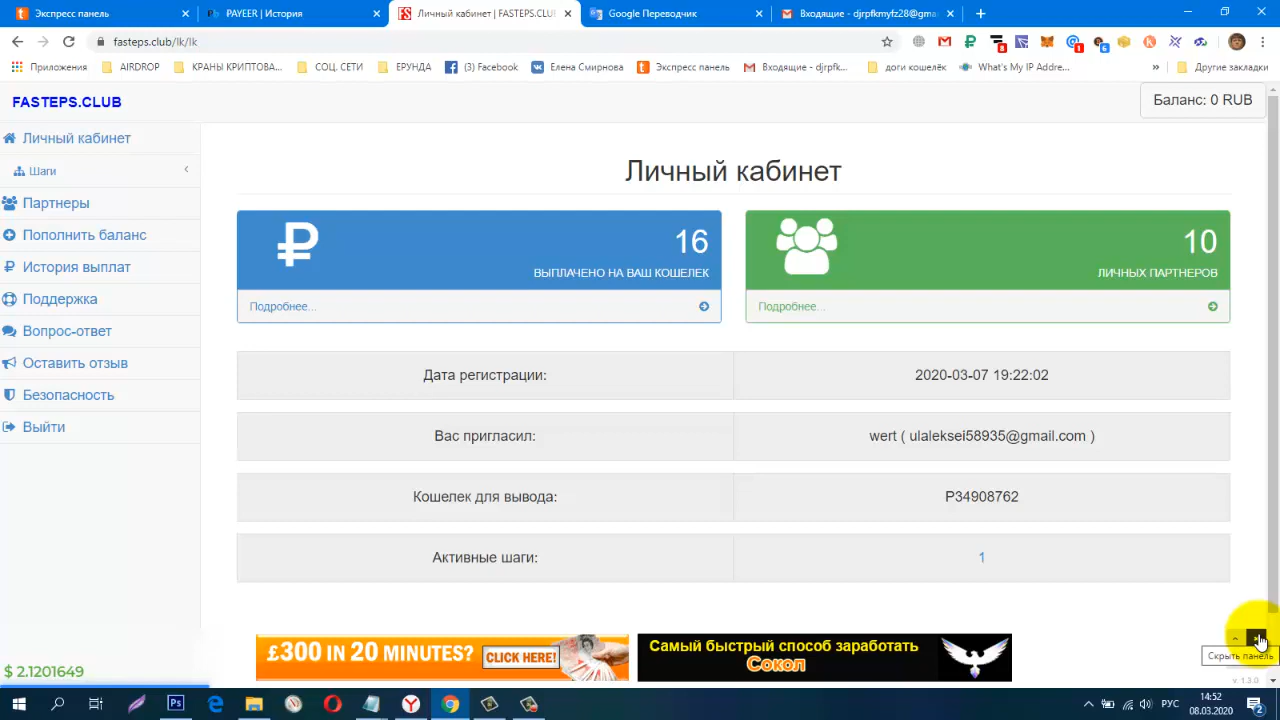 Экспресс панель
PAYEER | История
Личный кабинет | FASTEPS.CLU
Google Переводчик
Входящие - djrpfkmyfz28@gma
fasteps.club/lk/lk
Приложения
AIRDROP
КРАНЫ КРИПТОВА...
СОЦ. СЕТИ
ЕРУНДА
(3) Facebook
Елена Смирнова
Экспресс панель
Входящие - djrpfk...
доги кошелёк
What's My IP Addre...
Другие закладки
FASTEPS.CLUB
Баланс: 0 RUB
Личный кабинет
Шаги
Партнеры
Пополнить баланс
История выплат
Поддержка
Вопрос-ответ
Оставить отзыв
Безопасность
Выйти
Личный кабинет
16
ВЫПЛАЧЕНО НА ВАШ КОШЕЛЕК
Подробнее...
10
ЛИЧНЫХ ПАРТНЕРОВ
Подробнее...
Дата регистрации: 2020-03-07 19:22:02
Вас пригласил: wert ( ulaleksei58935@gmail.com )
Кошелек для вывода: P34908762
Активные шаги: 1
£300 IN 20 MINUTES? CLICK HERE!
Самый быстрый способ заработать
Сокол
Скрыть панель
v. 1.3.0
$ 2.1201649
РУС
14:52
08.03.2020